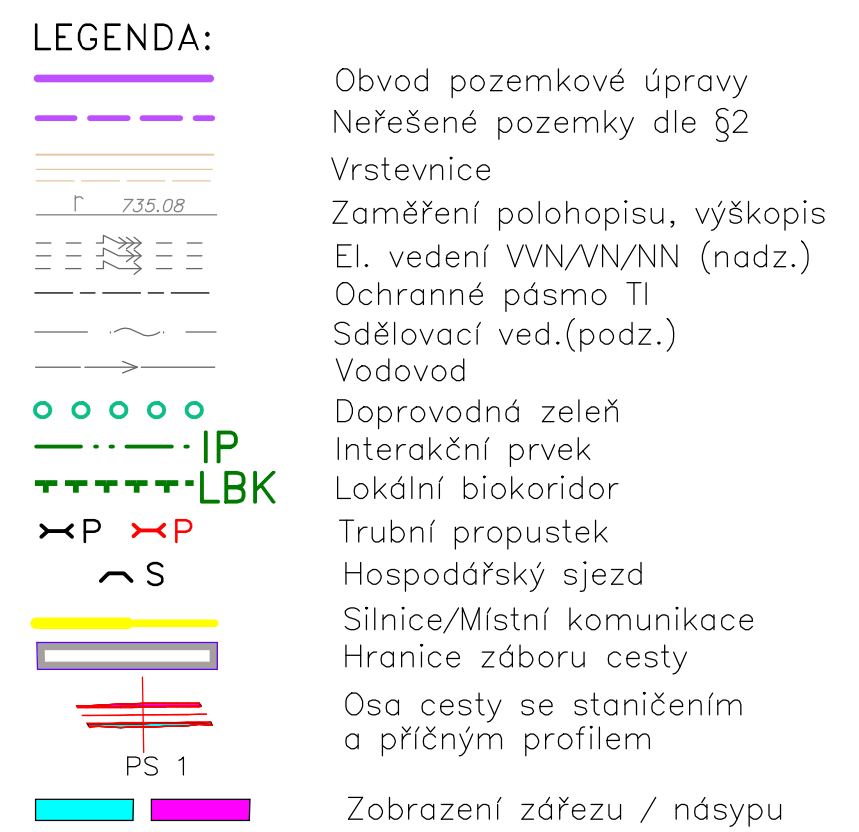 LEGENDA:
Obvod pozemkové úpravy
Neřešené pozemky dle §2
Vrstevnice
r 735.08 Zaměření polohopisu, výškopis
El. vedení VVN/VN/NN (nadz.)
Ochranné pásmo TI
Sdělovací ved.(podz.)
Vodovod
Doprovodná zeleň
IP Interakční prvek
LBK Lokální biokoridor
P P Trubní propustek
S Hospodářský sjezd
Silnice/Místní komunikace
Hranice záboru cesty
Osa cesty se staničením
a příčným profilem
PS 1
Zobrazení zářezu / násypu